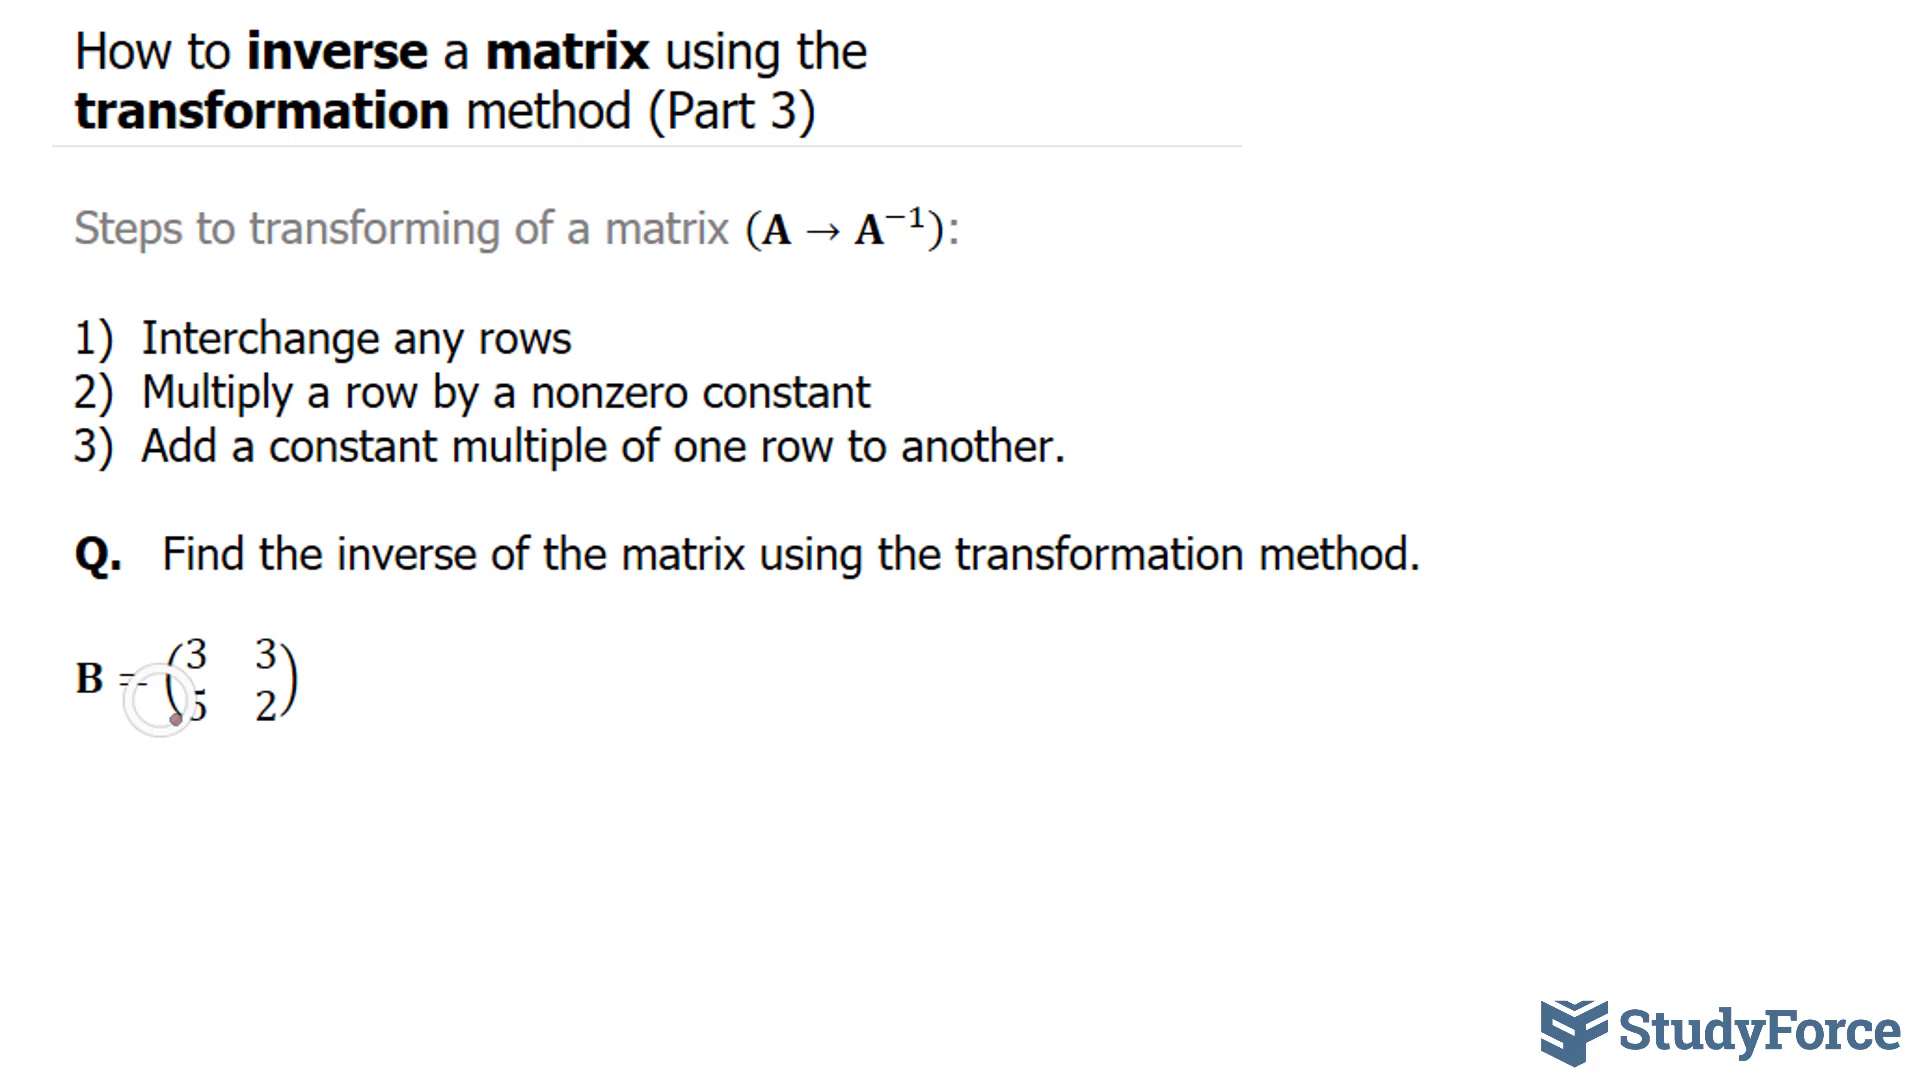 How to inverse a matrix using the
transformation method (Part 3)
Steps to transforming of a matrix (A → A⁻¹):
1) Interchange any rows
2) Multiply a row by a nonzero constant
3) Add a constant multiple of one row to another.
Q. Find the inverse of the matrix using the transformation method.
B = (3 3
5 2)
StudyForce